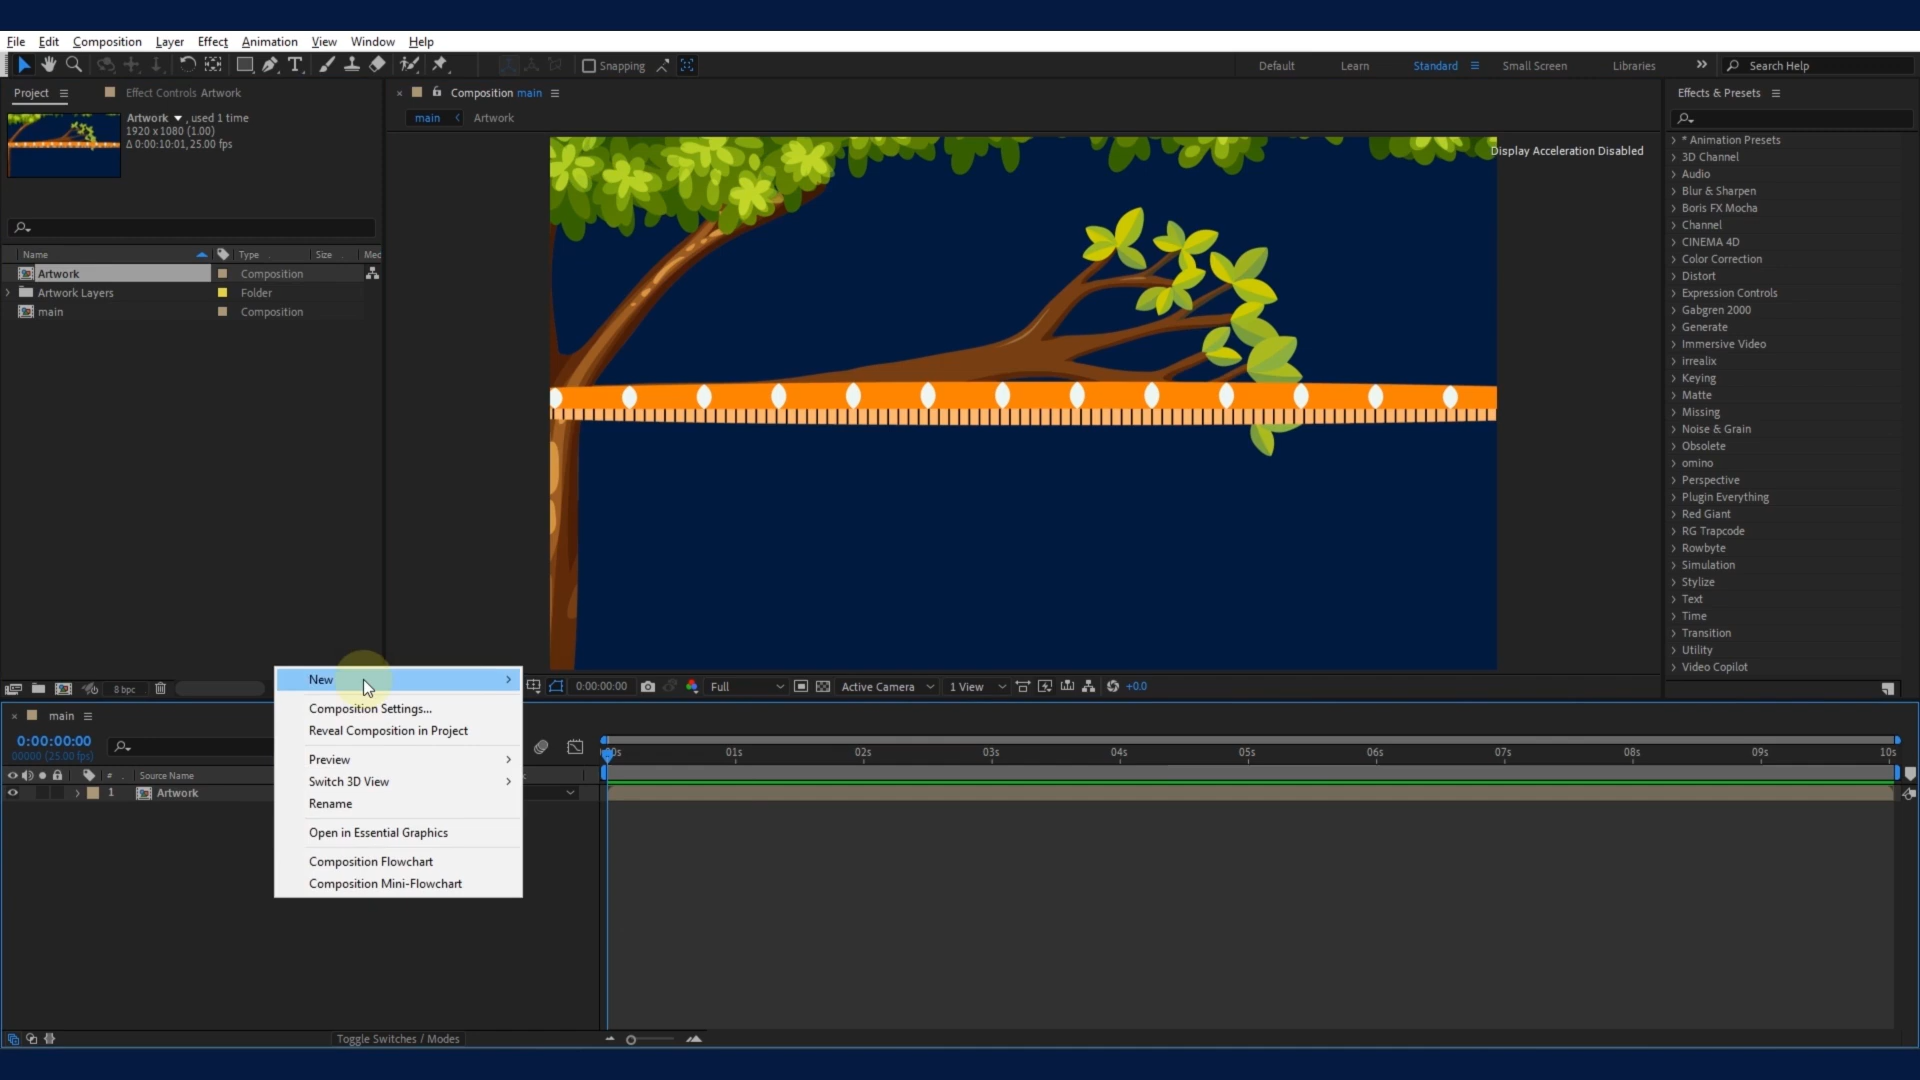 File Edit Composition Layer Effect Animation View Window Help
Snapping
Default Learn Standard Small Screen Libraries Search Help
Project Effect Controls Artwork
Artwork , used 1 time
1920 x 1080 (1.00)
Δ 0:00:10:01, 25.00 fps
Name Type Size Med
Artwork Composition
Artwork Layers Folder
main Composition
8 bpc
Composition main
main Artwork
Display Acceleration Disabled
0:00:00:00 Full Active Camera 1 View +0.0
Effects & Presets
* Animation Presets
3D Channel
Audio
Blur & Sharpen
Boris FX Mocha
Channel
CINEMA 4D
Color Correction
Distort
Expression Controls
Gabgren 2000
Generate
Immersive Video
irrealix
Keying
Matte
Missing
Noise & Grain
Obsolete
omino
Perspective
Plugin Everything
Red Giant
RG Trapcode
Rowbyte
Simulation
Stylize
Text
Time
Transition
Utility
Video Copilot
New
Composition Settings...
Reveal Composition in Project
Preview
Switch 3D View
Rename
Open in Essential Graphics
Composition Flowchart
Composition Mini-Flowchart
main
0:00:00:00
00000 (25.00 fps)
# Source Name
1 Artwork
01s 02s 03s 04s 05s 06s 07s 08s 09s 10s
Toggle Switches / Modes